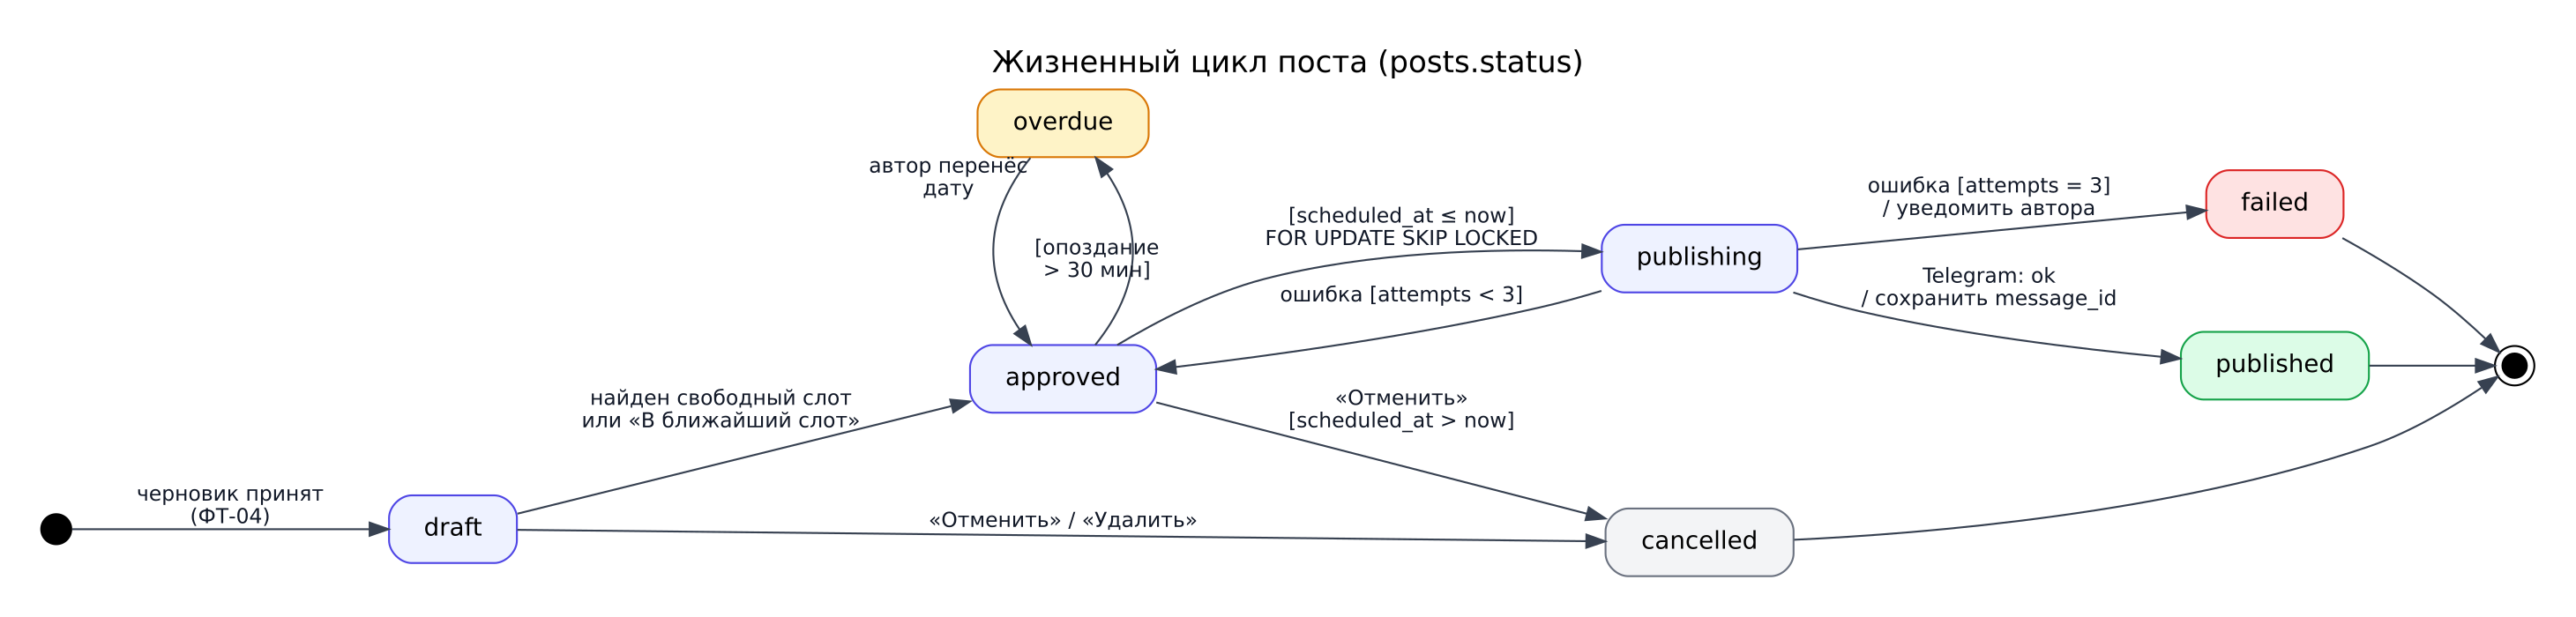 Жизненный цикл поста (posts.status)
overdue
автор перенёс
дату
[опоздание
> 30 мин]
[scheduled_at ≤ now]
FOR UPDATE SKIP LOCKED
publishing
ошибка [attempts = 3]
/ уведомить автора
failed
ошибка [attempts < 3]
Telegram: ok
/ сохранить message_id
published
approved
найден свободный слот
или «В ближайший слот»
«Отменить»
[scheduled_at > now]
черновик принят
(ФТ-04)
draft
«Отменить» / «Удалить»
cancelled